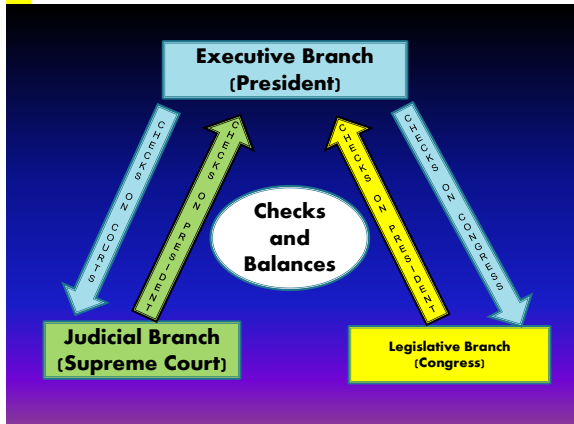 Executive Branch
(President)
CHECKS ON COURTS
CHECKS ON PRESIDENT
CHECKS ON PRESIDENT
CHECKS ON CONGRESS
Checks
and
Balances
Judicial Branch
(Supreme Court)
Legislative Branch
(Congress)